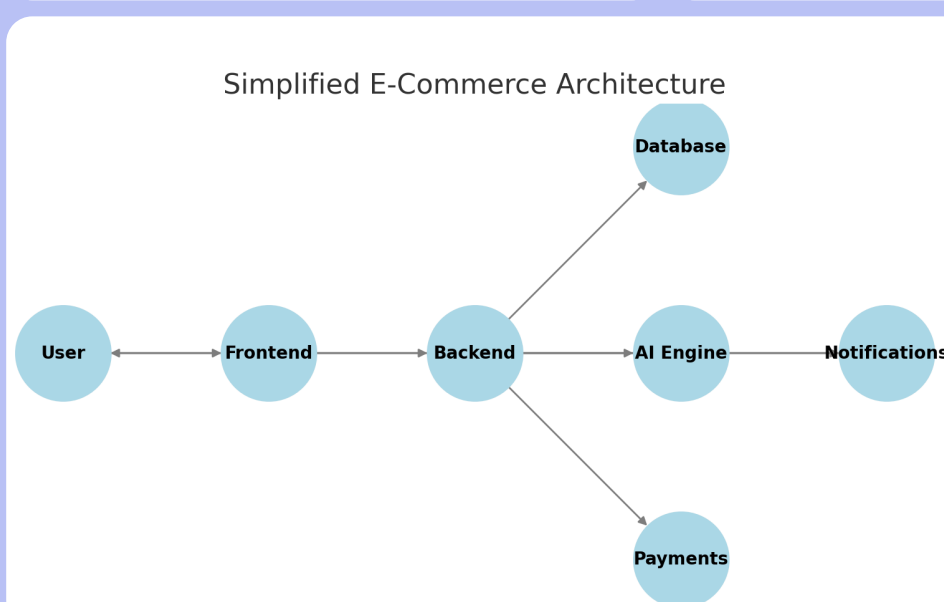 Simplified E-Commerce Architecture
Database
User
Frontend
Backend
AI Engine
Notifications
Payments